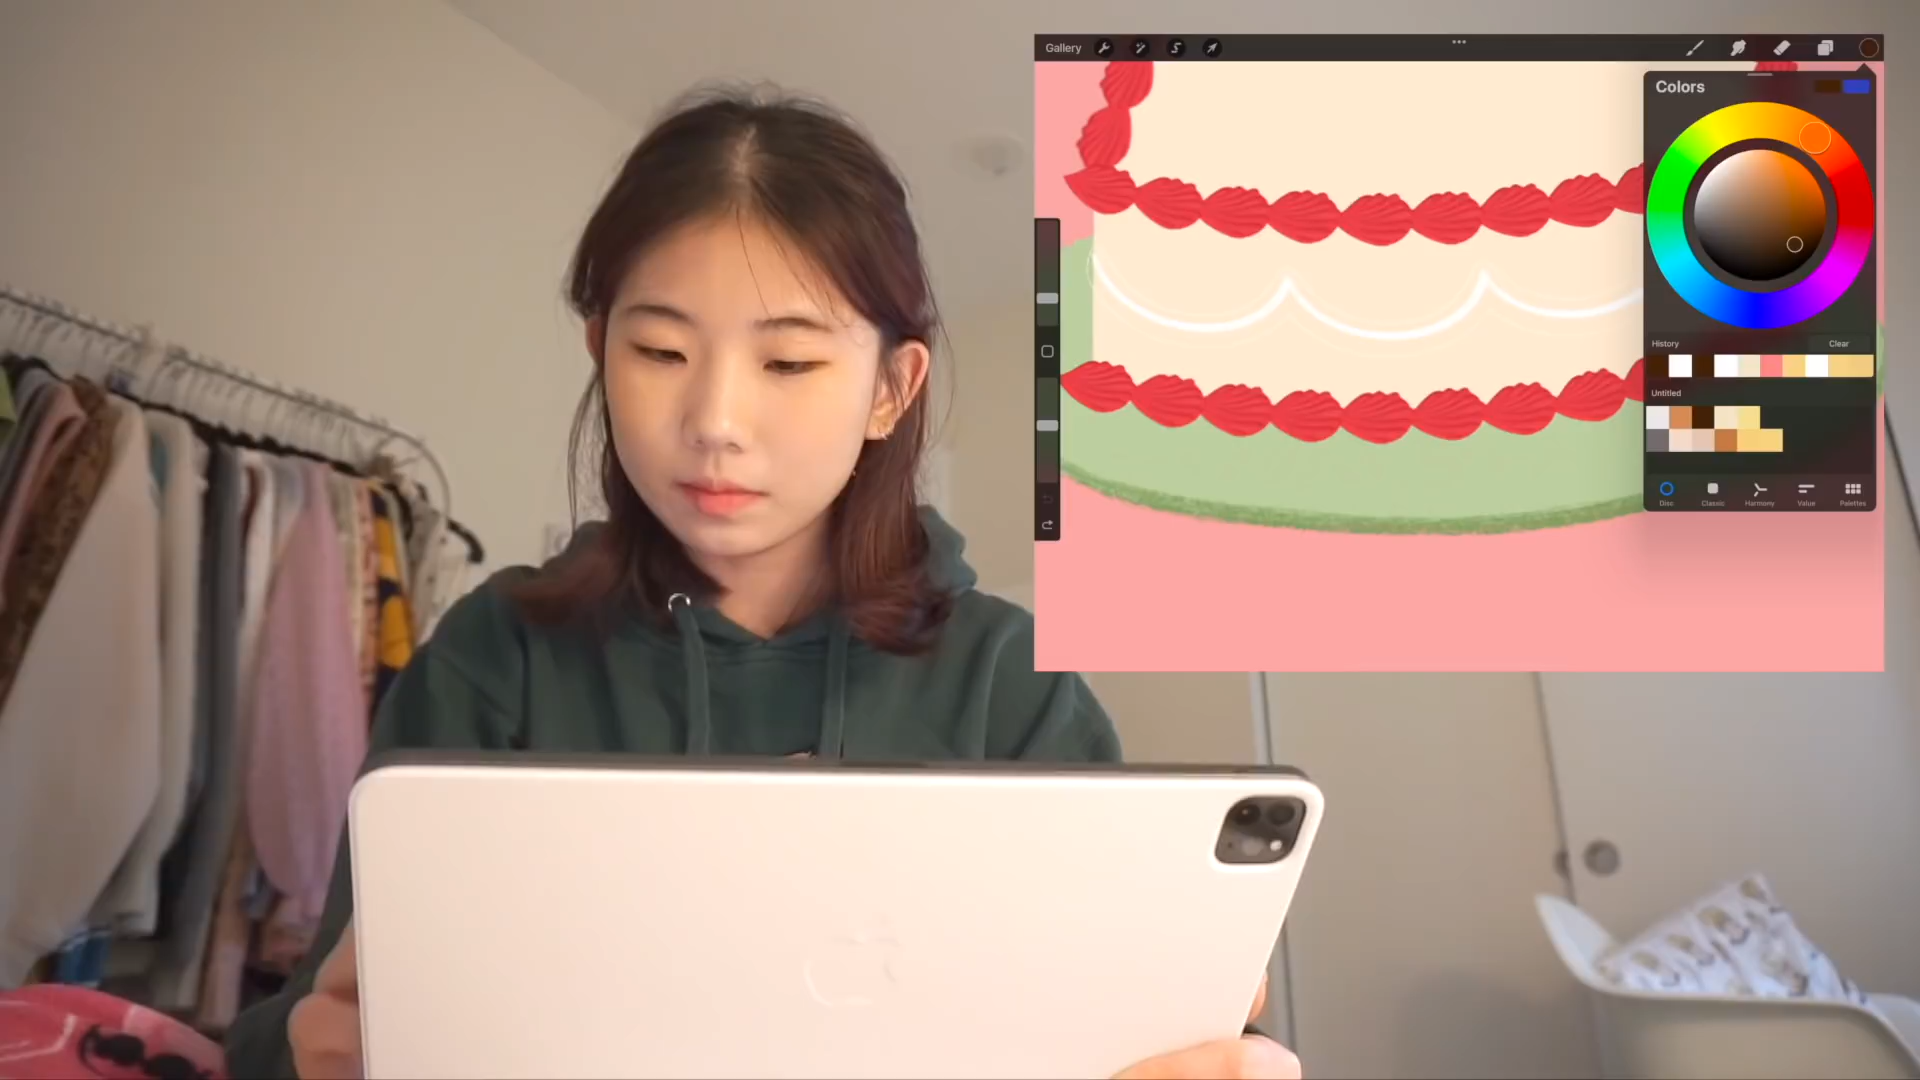 Gallery
Colors
History Clear
Untitled
Disc Classic Harmony Value Palettes